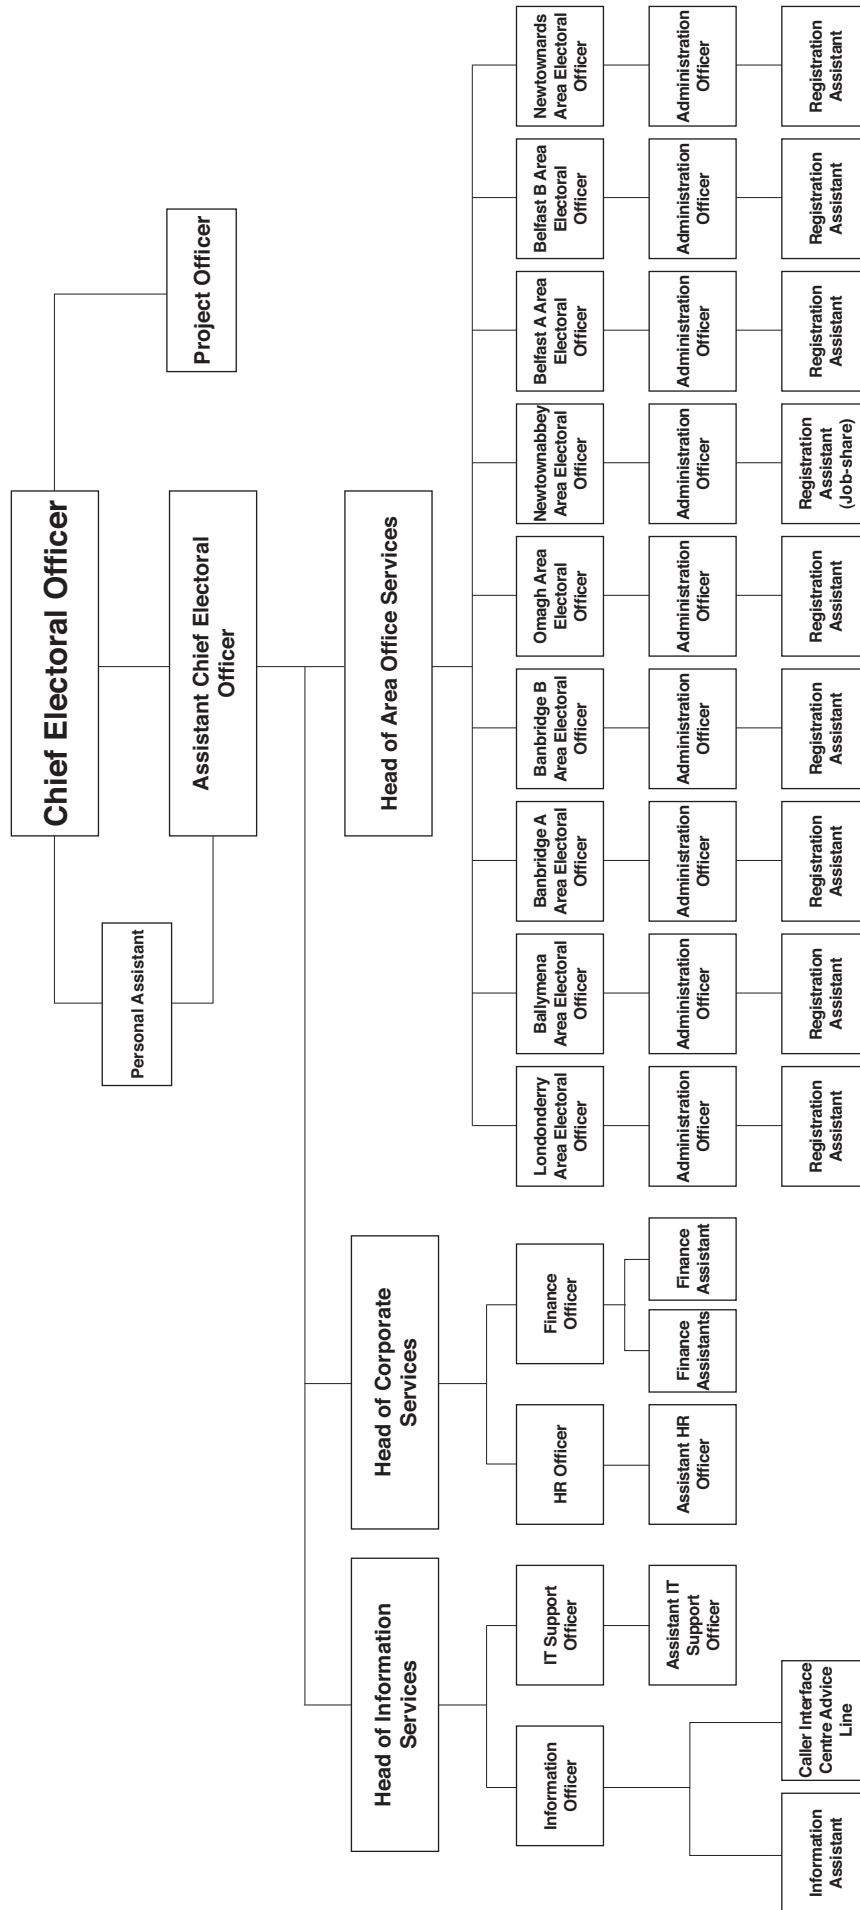 Chief Electoral Officer
Personal Assistant
Project Officer
Assistant Chief Electoral
Officer
Head of Information
Services
Head of Corporate
Services
Head of Area Office Services
Information
Officer
IT Support
Officer
HR Officer
Finance
Officer
Londonderry
Area Electoral
Officer
Ballymena
Area Electoral
Officer
Banbridge A
Area Electoral
Officer
Banbridge B
Area Electoral
Officer
Omagh Area
Electoral
Officer
Newtownabbey
Area Electoral
Officer
Belfast A Area
Electoral
Officer
Belfast B Area
Electoral
Officer
Newtownards
Area Electoral
Officer
Assistant IT
Support
Officer
Assistant HR
Officer
Finance
Assistants
Finance
Assistant
Administration
Officer
Administration
Officer
Administration
Officer
Administration
Officer
Administration
Officer
Administration
Officer
Administration
Officer
Administration
Officer
Administration
Officer
Information
Assistant
Caller Interface
Centre Advice
Line
Registration
Assistant
Registration
Assistant
Registration
Assistant
Registration
Assistant
Registration
Assistant
Registration
Assistant
(Job-share)
Registration
Assistant
Registration
Assistant
Registration
Assistant